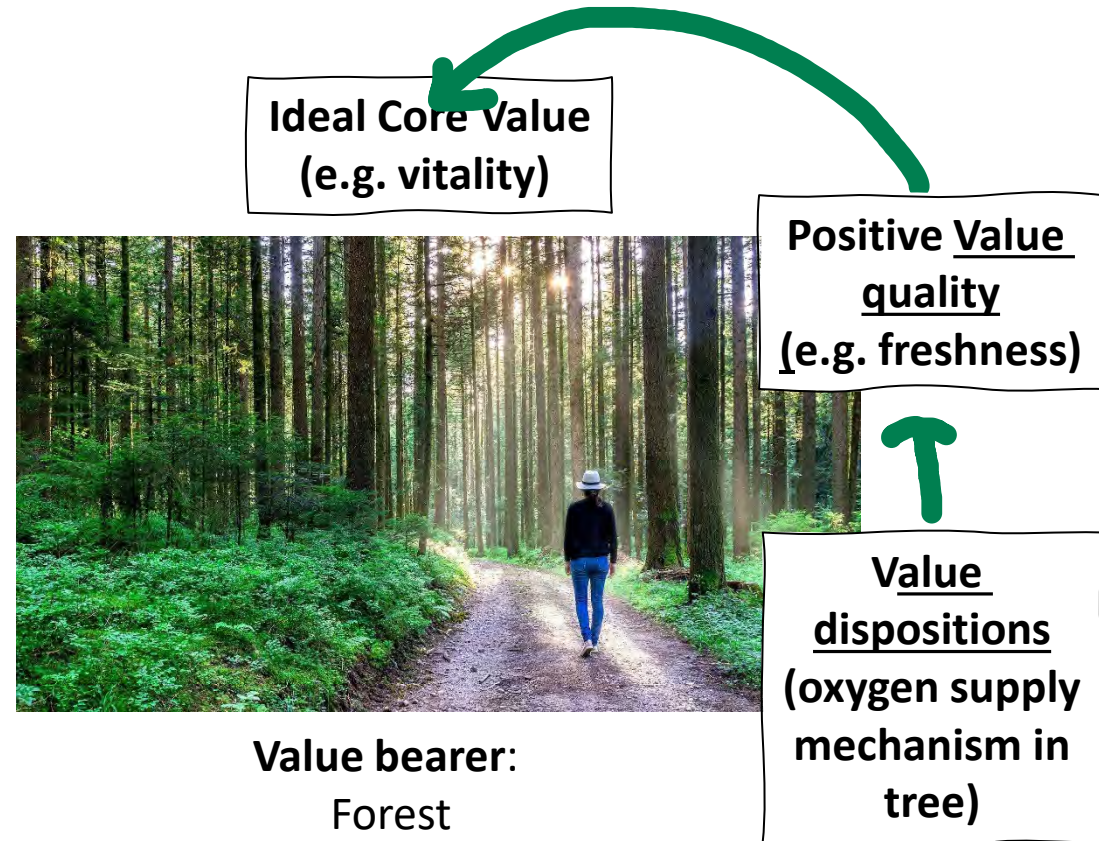 Ideal Core Value
(e.g. vitality)
Positive Value
quality
(e.g. freshness)
Value
dispositions
(oxygen supply
mechanism in
tree)
Value bearer:
Forest